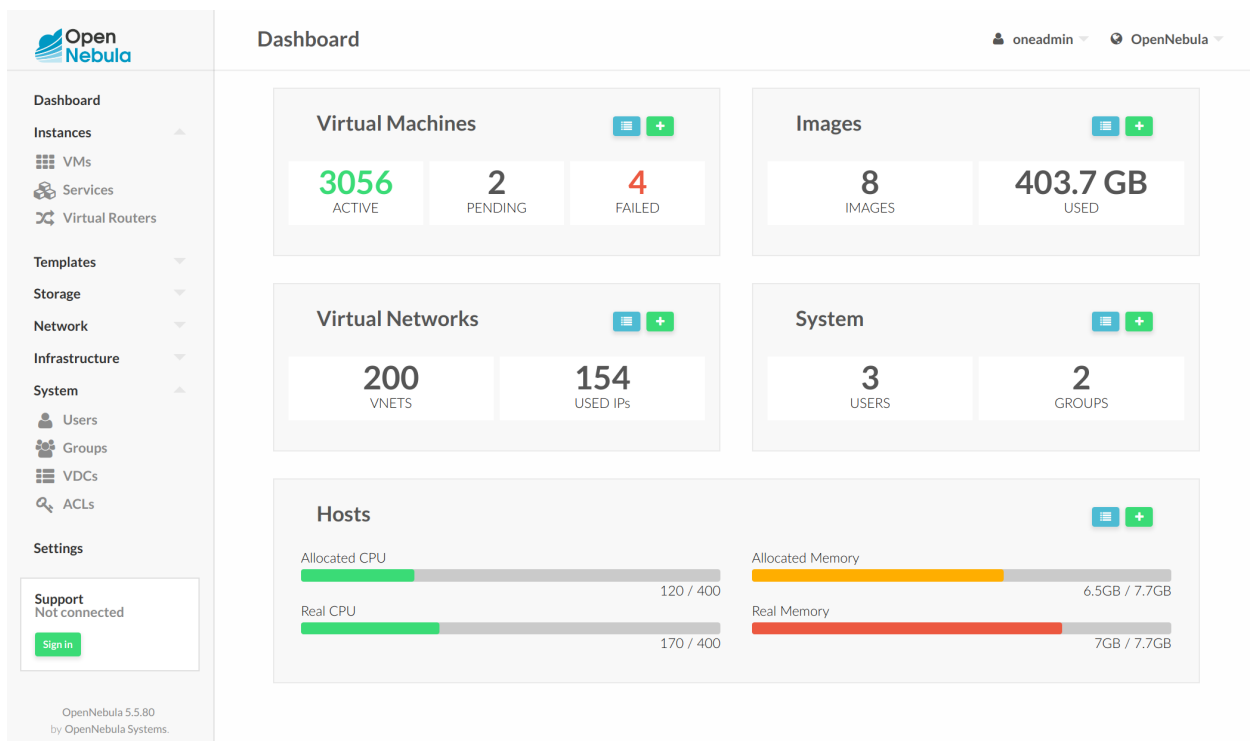 Open
Nebula
Dashboard
oneadmin
OpenNebula
Dashboard
Instances
VMs
Services
Virtual Routers
Templates
Storage
Network
Infrastructure
System
Users
Groups
VDCs
ACLs
Settings
Support
Not connected
Sign in
OpenNebula 5.5.80
by OpenNebula Systems.
Virtual Machines
3056
ACTIVE
2
PENDING
4
FAILED
Images
8
IMAGES
403.7 GB
USED
Virtual Networks
200
VNETS
154
USED IPs
System
3
USERS
2
GROUPS
Hosts
Allocated CPU
120 / 400
Real CPU
170 / 400
Allocated Memory
6.5GB / 7.7GB
Real Memory
7GB / 7.7GB